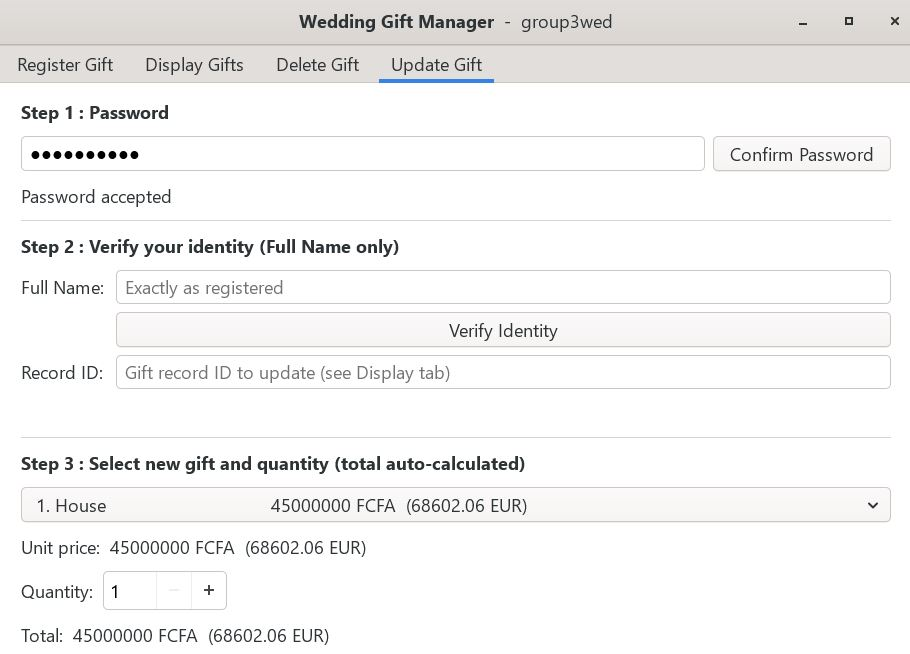 Wedding Gift Manager - group3wed
Register Gift Display Gifts Delete Gift Update Gift
Step 1 : Password
●●●●●●●●●● Confirm Password
Password accepted
Step 2 : Verify your identity (Full Name only)
Full Name: Exactly as registered
Verify Identity
Record ID: Gift record ID to update (see Display tab)
Step 3 : Select new gift and quantity (total auto-calculated)
1. House 45000000 FCFA (68602.06 EUR)
Unit price: 45000000 FCFA (68602.06 EUR)
Quantity: 1 − +
Total: 45000000 FCFA (68602.06 EUR)